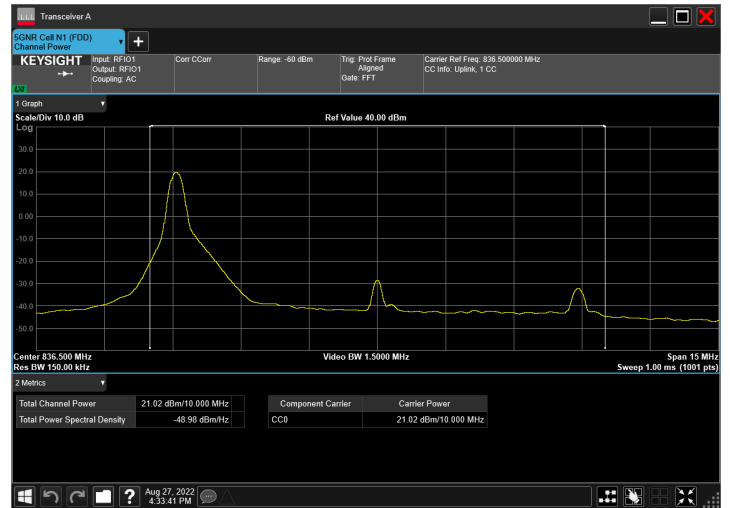 Transceiver A
5GNR Cell N1 (FDD)
Channel Power
KEYSIGHT
LXI
Input: RFIO1
Output: RFIO1
Coupling: AC
Corr CCorr
Range: -60 dBm
Trig: Prot Frame
Aligned
Gate: FFT
Carrier Ref Freq: 836.500000 MHz
CC Info: Uplink, 1 CC
1 Graph
Scale/Div 10.0 dB
Ref Value 40.00 dBm
Log
30.0
20.0
10.0
0.00
-10.0
-20.0
-30.0
-40.0
-50.0
Center 836.500 MHz
Video BW 1.5000 MHz
Span 15 MHz
Res BW 150.00 kHz
Sweep 1.00 ms (1001 pts)
2 Metrics
Total Channel Power 21.02 dBm/10.000 MHz
Total Power Spectral Density -48.98 dBm/Hz
Component Carrier Carrier Power
CC0 21.02 dBm/10.000 MHz
?
Aug 27, 2022
4:33:41 PM